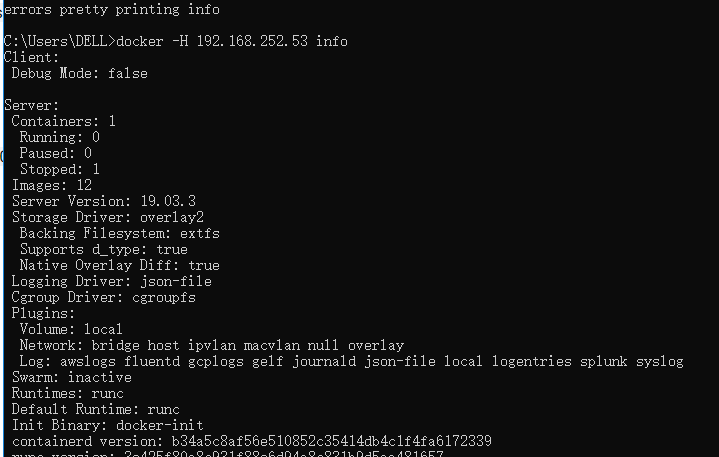 errors pretty printing info
C:\Users\DELL>docker -H 192.168.252.53 info
Client:
Debug Mode: false
Server:
Containers: 1
Running: 0
Paused: 0
Stopped: 1
Images: 12
Server Version: 19.03.3
Storage Driver: overlay2
Backing Filesystem: extfs
Supports d_type: true
Native Overlay Diff: true
Logging Driver: json-file
Cgroup Driver: cgroupfs
Plugins:
Volume: local
Network: bridge host ipvlan macvlan null overlay
Log: awslogs fluentd gcplogs gelf journald json-file local logentries splunk syslog
Swarm: inactive
Runtimes: runc
Default Runtime: runc
Init Binary: docker-init
containerd version: b34a5c8af56e510852c35414db4c1f4fa6172339
runc version: